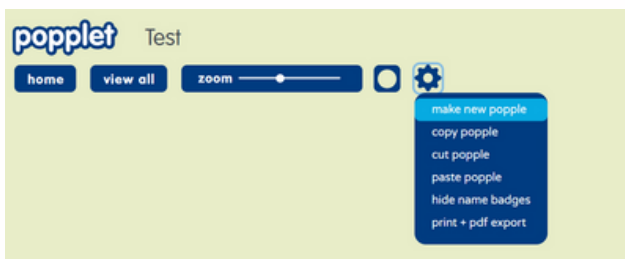 popplet Test
home view all zoom
make new popple
copy popple
cut popple
paste popple
hide name badges
print + pdf export